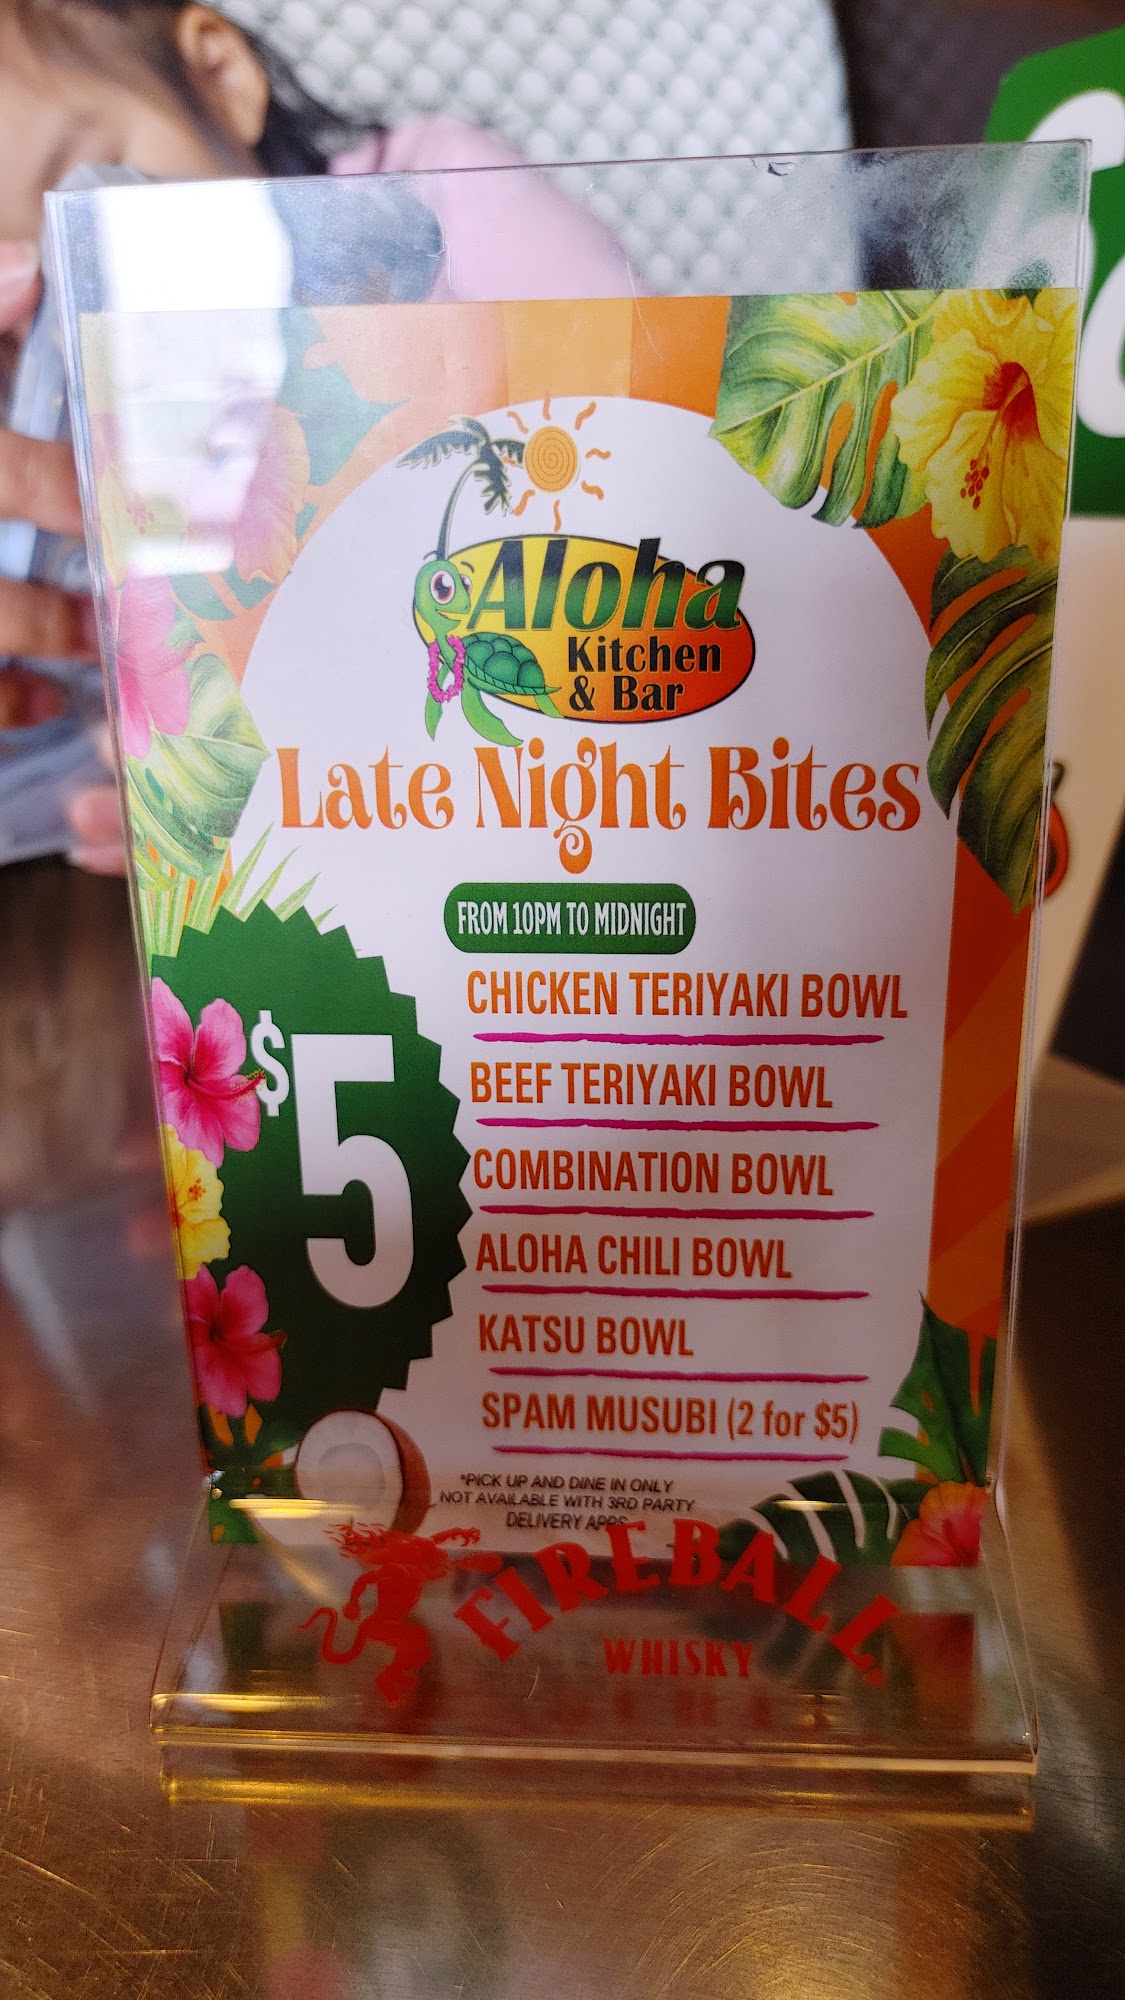 Aloha
Kitchen
& Bar
Late Night Bites
FROM 10PM TO MIDNIGHT
$5
CHICKEN TERIYAKI BOWL
BEEF TERIYAKI BOWL
COMBINATION BOWL
ALOHA CHILI BOWL
KATSU BOWL
SPAM MUSUBI (2 for $5)
*PICK UP AND DINE IN ONLY
NOT AVAILABLE WITH 3RD PARTY
DELIVERY APPS
FIREBALL
WHISKY